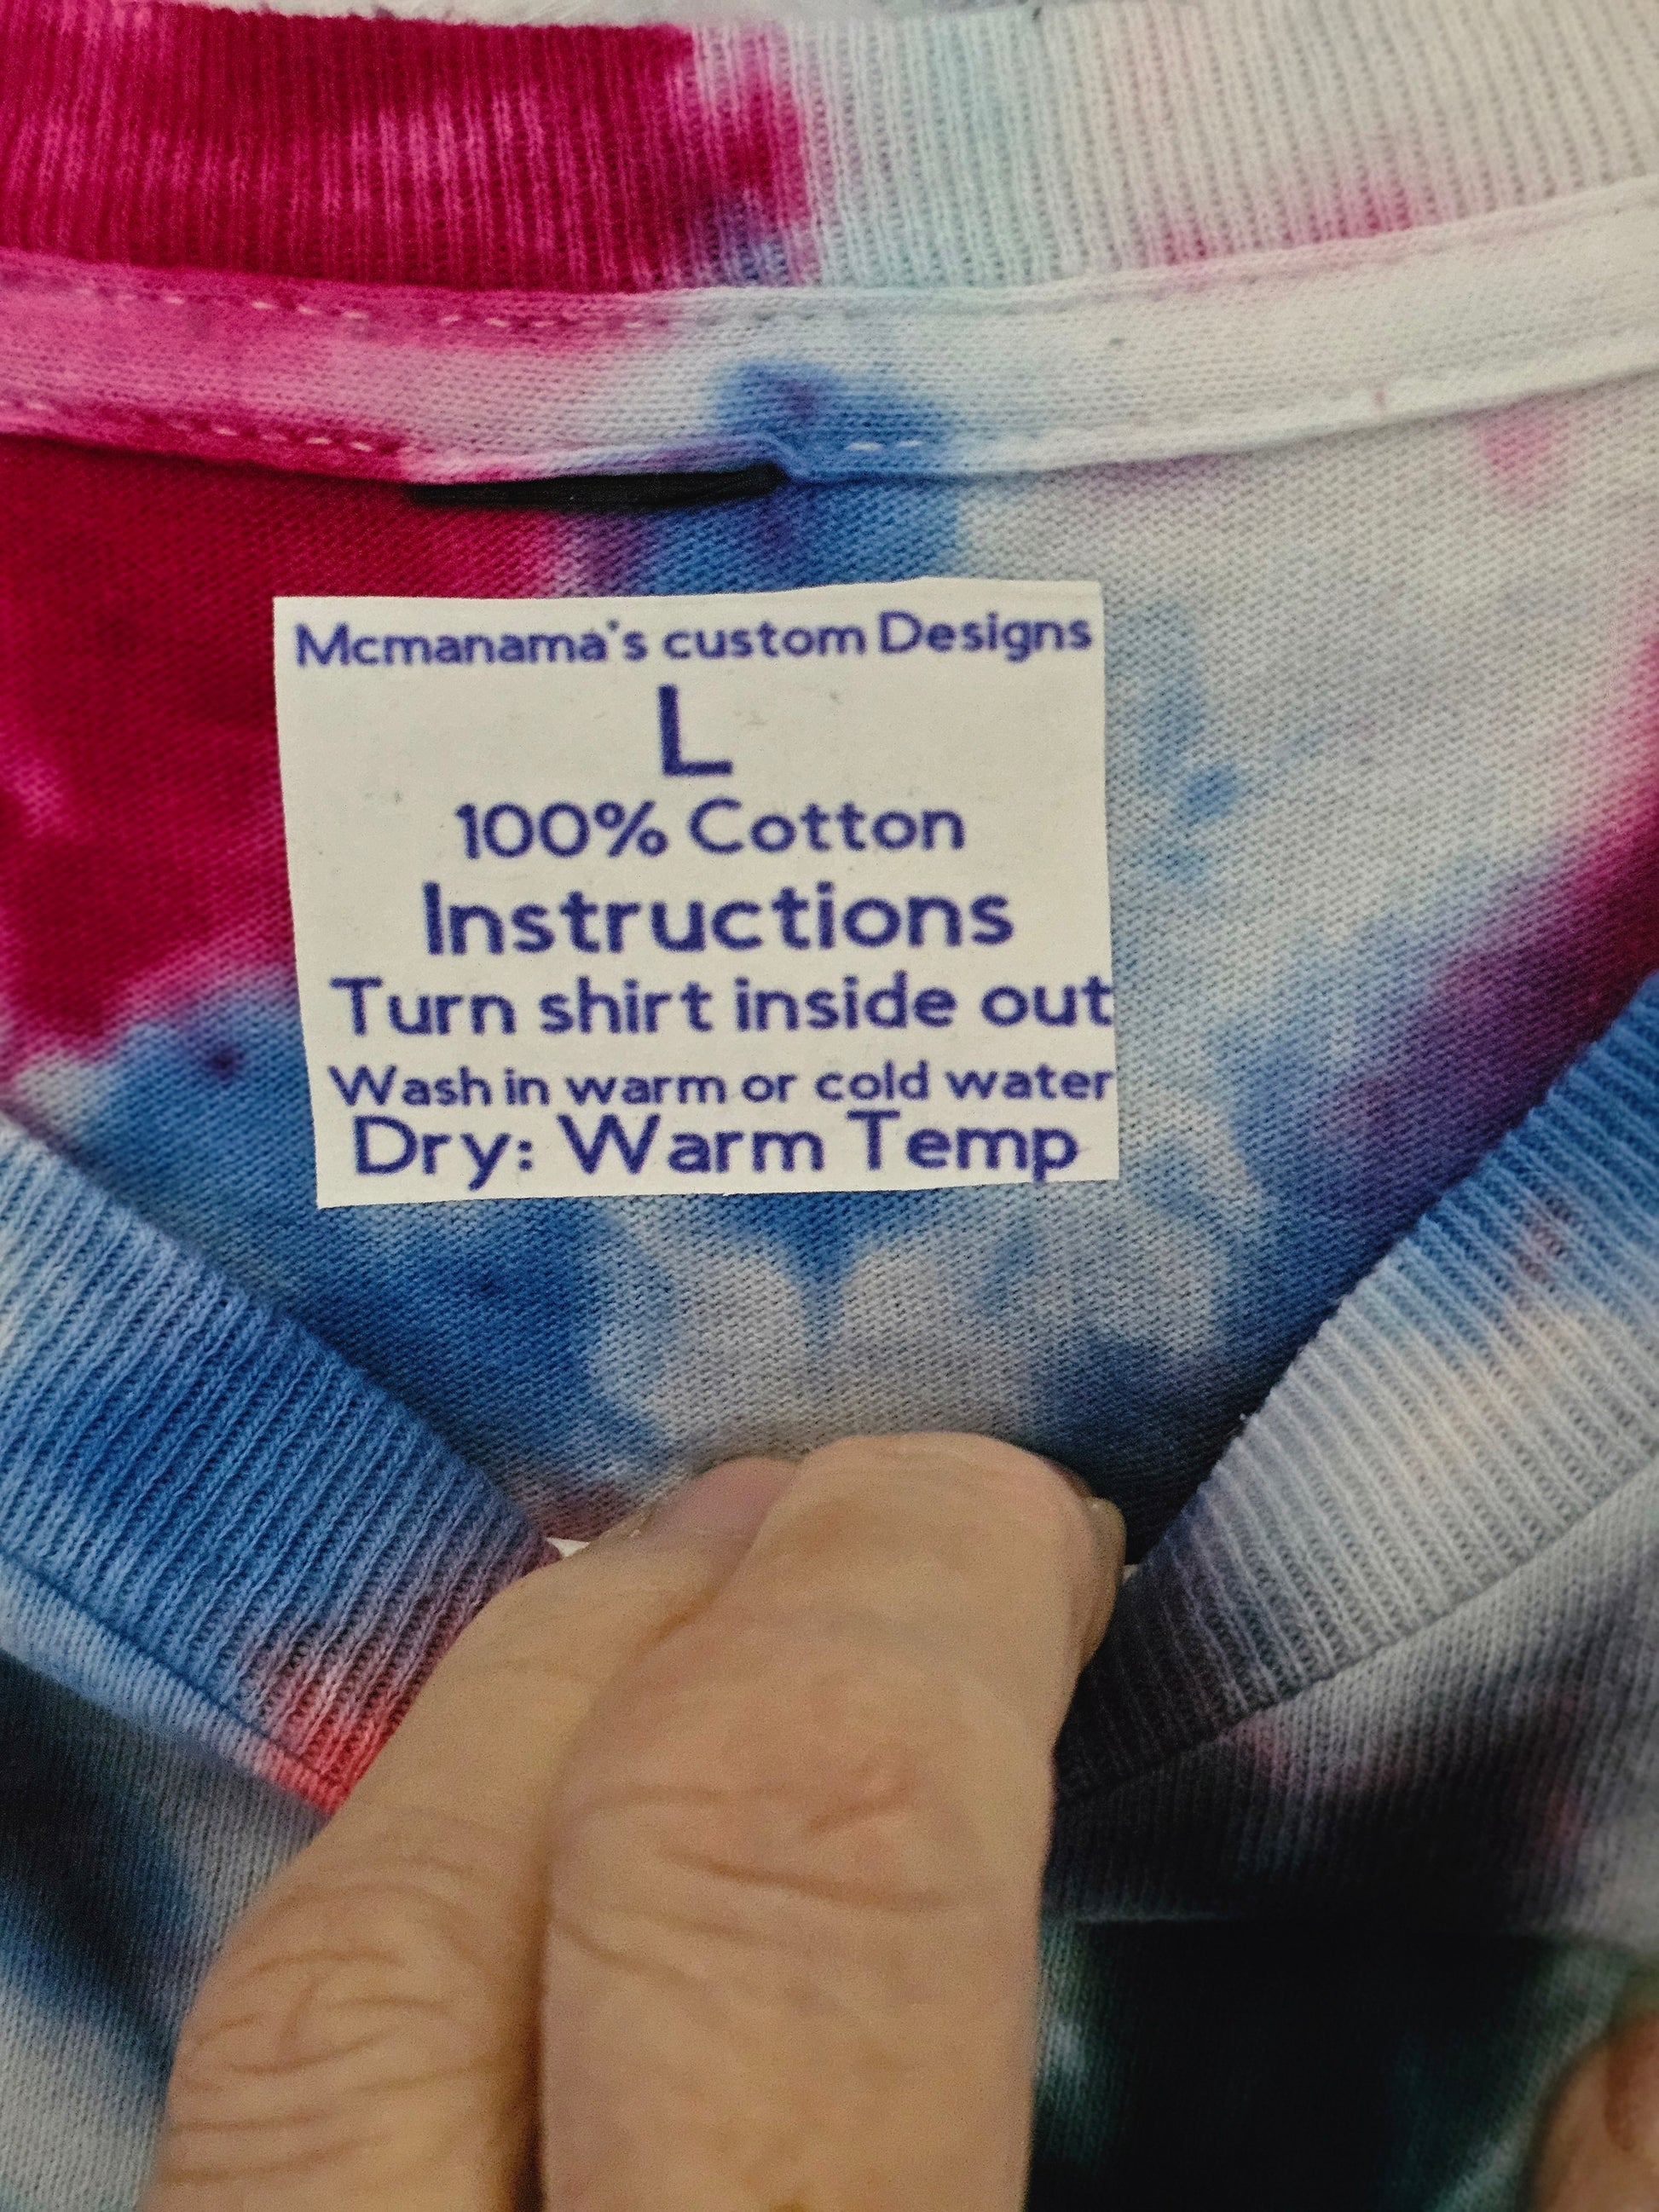 Mcmanama's custom Designs
L
100% Cotton
Instructions
Turn shirt inside out
Wash in warm or cold water
Dry: Warm Temp